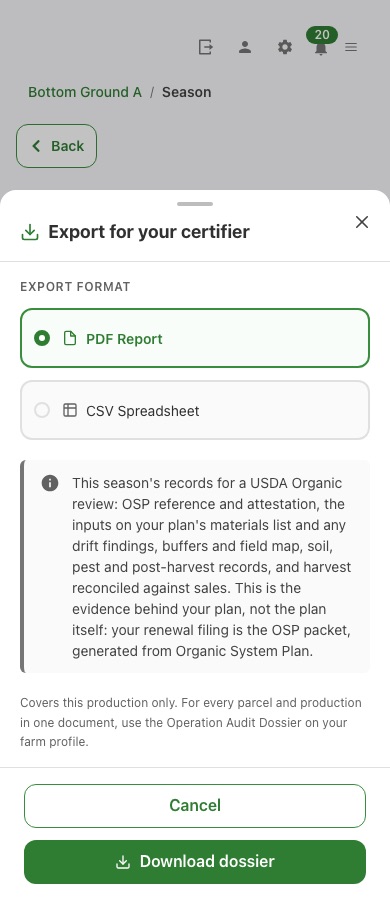 20
Bottom Ground A / Season
Back
Export for your certifier
EXPORT FORMAT
PDF Report
CSV Spreadsheet
This season's records for a USDA Organic
review: OSP reference and attestation, the
inputs on your plan's materials list and any
drift findings, buffers and field map, soil,
pest and post-harvest records, and harvest
reconciled against sales. This is the
evidence behind your plan, not the plan
itself: your renewal filing is the OSP packet,
generated from Organic System Plan.
Covers this production only. For every parcel and production
in one document, use the Operation Audit Dossier on your
farm profile.
Cancel
Download dossier